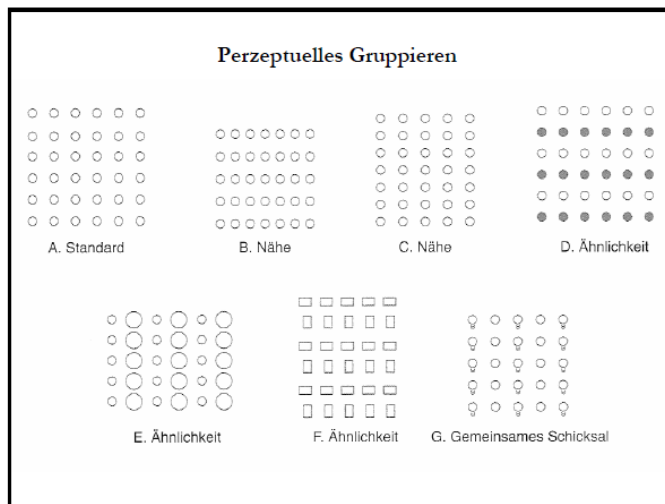 Perzeptuelles Gruppieren
A. Standard
B. Nähe
C. Nähe
D. Ähnlichkeit
E. Ähnlichkeit
F. Ähnlichkeit
G. Gemeinsames Schicksal